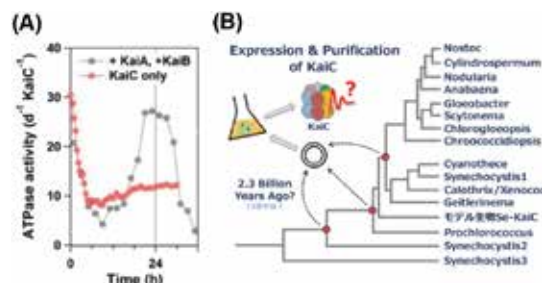 (A)
ATPase activity (d⁻¹ KaiC⁻¹)
40
30
20
10
0
+ KaiA, +KaiB
KaiC only
0
24
Time (h)
(B)
Expression & Purification
of KaiC
?
KaiC
2.3 Billion
Years Ago?
Nostoc
Cylindrospermum
Nodularia
Anabaena
Gloeobacter
Scytonema
Chlorogloeopsis
Chroococcidiopsis
Cyanothece
Synechocystis1
Calothrix/Xenococ
Geitlerinema
モデル生物Se-KaiC
Prochlorococcus
Synechocystis2
Synechocystis3